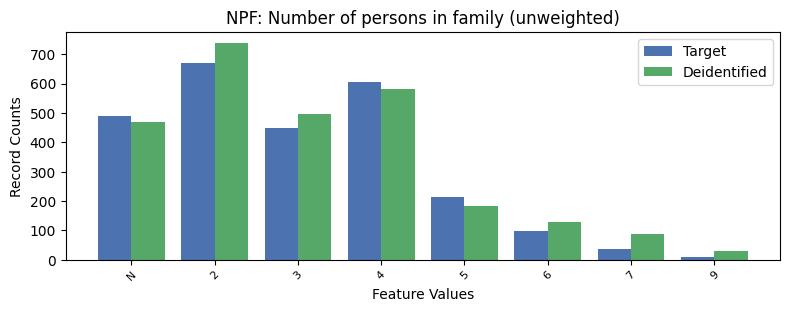 NPF: Number of persons in family (unweighted)
Target
Deidentified
Record Counts
700
600
500
400
300
200
100
0
N 2 3 4 5 6 7 9
Feature Values